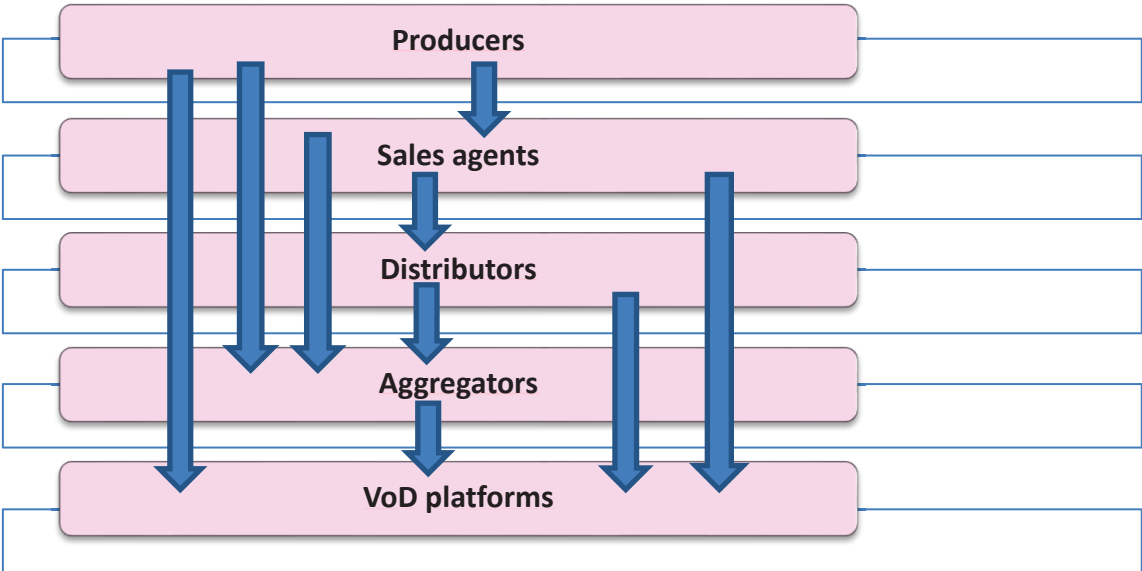 Producers
Sales agents
Distributors
Aggregators
VoD platforms